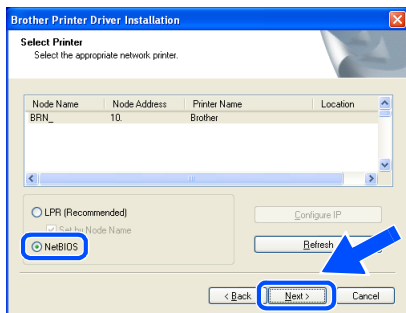 Brother Printer Driver Installation
Select Printer
Select the appropriate network printer.
Node Name Node Address Printer Name Location
BRN_ 10. Brother
LPR (Recommended)
Configure IP
Set by Node Name
NetBIOS
Refresh
< Back Next > Cancel